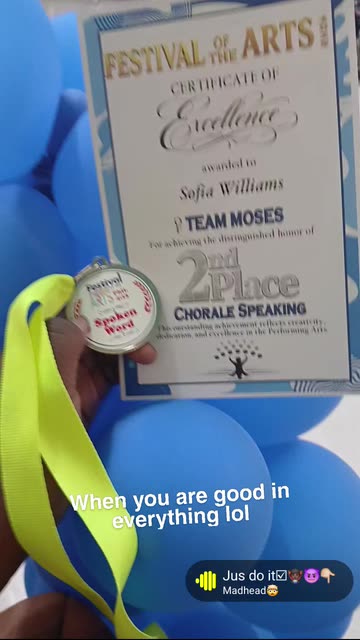 FESTIVAL OF THE ARTS
CERTIFICATE OF
Excellence
awarded to
Sofia Williams
TEAM MOSES
For achieving the distinguished honor of
2nd
Place
CHORALE SPEAKING
This outstanding achievement reflects creativity,
dedication, and excellence in the Performing Arts
Festival
Spoken
Word
When you are good in
everything lol
Jus do it☑👿👇🏼
Madhead🤯